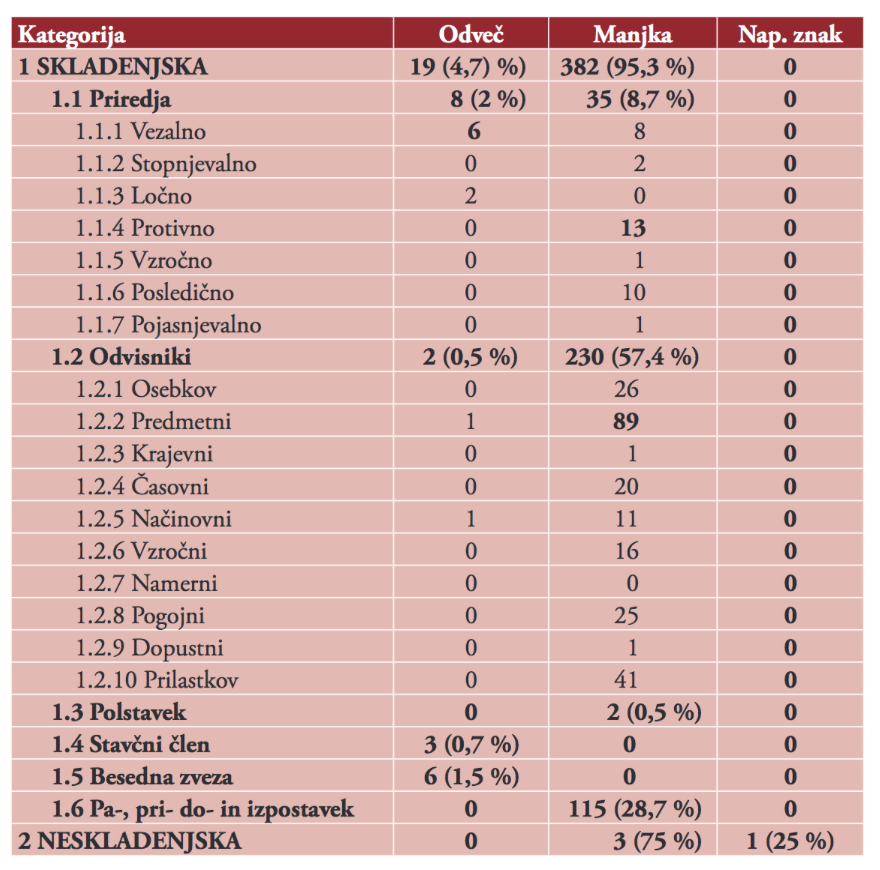 Kategorija Odveč Manjka Nap. znak
1 SKLADENJSKA 19 (4,7) %) 382 (95,3 %) 0
1.1 Priredja 8 (2 %) 35 (8,7 %) 0
1.1.1 Vezalno 6 8 0
1.1.2 Stopnjevalno 0 2 0
1.1.3 Ločno 2 0 0
1.1.4 Protivno 0 13 0
1.1.5 Vzročno 0 1 0
1.1.6 Posledično 0 10 0
1.1.7 Pojasnjevalno 0 1 0
1.2 Odvisniki 2 (0,5 %) 230 (57,4 %) 0
1.2.1 Osebkov 0 26 0
1.2.2 Predmetni 1 89 0
1.2.3 Krajevni 0 1 0
1.2.4 Časovni 0 20 0
1.2.5 Načinovni 1 11 0
1.2.6 Vzročni 0 16 0
1.2.7 Namerni 0 0 0
1.2.8 Pogojni 0 25 0
1.2.9 Dopustni 0 1 0
1.2.10 Prilastkov 0 41 0
1.3 Polstavek 0 2 (0,5 %) 0
1.4 Stavčni člen 3 (0,7 %) 0 0
1.5 Besedna zveza 6 (1,5 %) 0 0
1.6 Pa-, pri- do- in izpostavek 0 115 (28,7 %) 0
2 NESKLADENJSKA 0 3 (75 %) 1 (25 %)